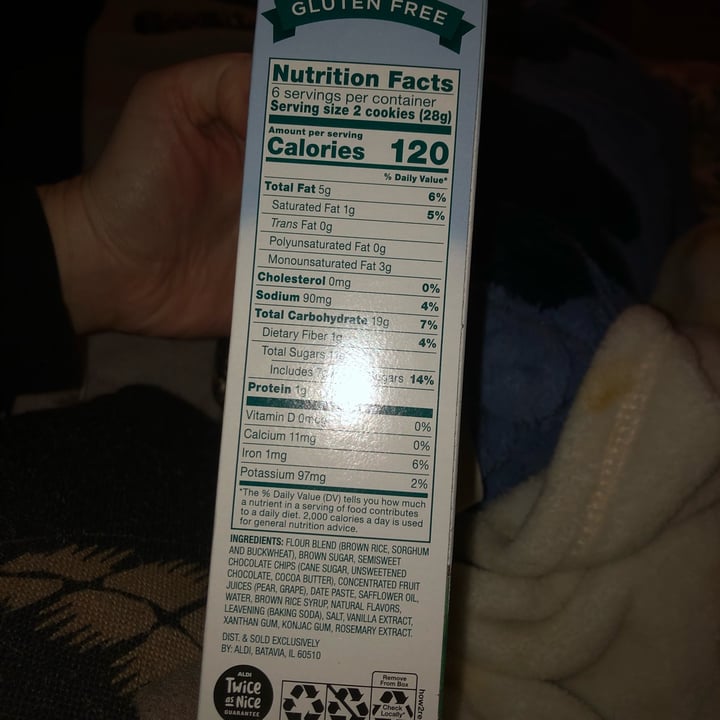 GLUTEN FREE
Nutrition Facts
6 servings per container
Serving size 2 cookies (28g)
Amount per serving
Calories 120
% Daily Value*
Total Fat 5g 6%
Saturated Fat 1g 5%
Trans Fat 0g
Polyunsaturated Fat 0g
Monounsaturated Fat 3g
Cholesterol 0mg 0%
Sodium 90mg 4%
Total Carbohydrate 19g 7%
Dietary Fiber 1g 4%
Total Sugars
Includes 14%
Protein 1g
Vitamin D 0mcg 0%
Calcium 11mg 0%
Iron 1mg 6%
Potassium 97mg 2%
*The % Daily Value (DV) tells you how much
a nutrient in a serving of food contributes
to a daily diet. 2,000 calories a day is used
for general nutrition advice.
INGREDIENTS: FLOUR BLEND (BROWN RICE, SORGHUM
AND BUCKWHEAT), BROWN SUGAR, SEMISWEET
CHOCOLATE CHIPS (CANE SUGAR, UNSWEETENED
CHOCOLATE, COCOA BUTTER), CONCENTRATED FRUIT
JUICES (PEAR, GRAPE), DATE PASTE, SAFFLOWER OIL,
WATER, BROWN RICE SYRUP, NATURAL FLAVORS,
LEAVENING (BAKING SODA), SALT, VANILLA EXTRACT,
XANTHAN GUM, KONJAC GUM, ROSEMARY EXTRACT.
DIST. & SOLD EXCLUSIVELY
BY: ALDI, BATAVIA, IL 60510
ALDI
Twice
as Nice
GUARANTEE
Remove
From Box
Check
Locally*